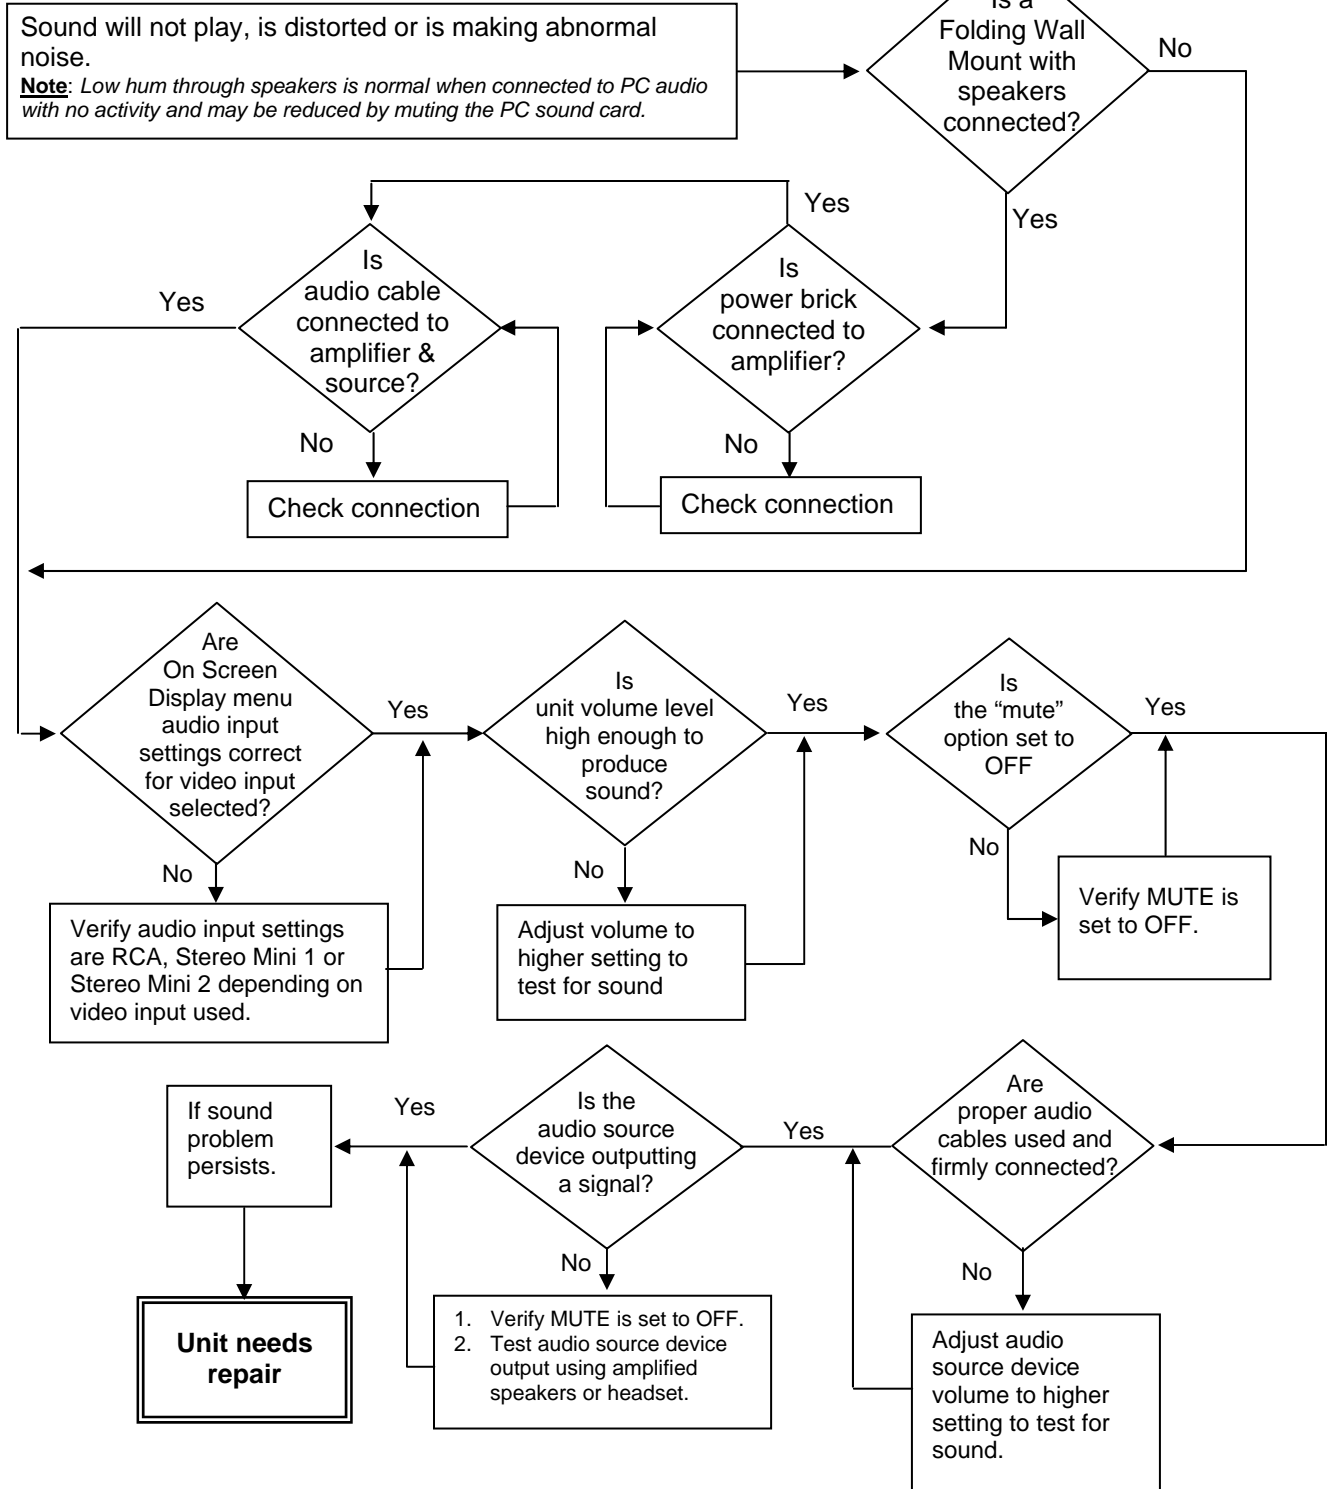 Sound will not play, is distorted or is making abnormal
noise.
Note: Low hum through speakers is normal when connected to PC audio
with no activity and may be reduced by muting the PC sound card.
Is a
Folding Wall
Mount with
speakers
connected?
No
Yes
Is
power brick
connected to
amplifier?
Yes
No
Check connection
Is
audio cable
connected to
amplifier &
source?
Yes
No
Check connection
Are
On Screen
Display menu
audio input
settings correct
for video input
selected?
Yes
No
Verify audio input settings
are RCA, Stereo Mini 1 or
Stereo Mini 2 depending on
video input used.
Is
unit volume level
high enough to
produce
sound?
Yes
No
Adjust volume to
higher setting to
test for sound
Is
the “mute”
option set to
OFF
Yes
No
Verify MUTE is
set to OFF.
Are
proper audio
cables used and
firmly connected?
Yes
No
Adjust audio
source device
volume to higher
setting to test for
sound.
Is the
audio source
device outputting
a signal?
Yes
No
1. Verify MUTE is set to OFF.
2. Test audio source device
output using amplified
speakers or headset.
If sound
problem
persists.
Unit needs
repair